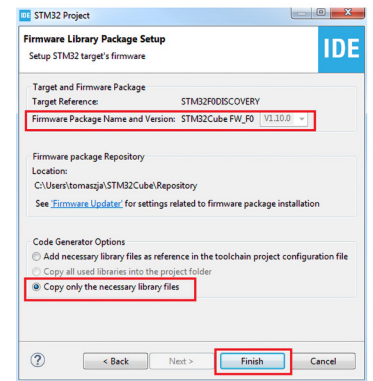 IDE STM32 Project
Firmware Library Package Setup
Setup STM32 target's firmware
IDE
Target and Firmware Package
Target Reference: STM32F0DISCOVERY
Firmware Package Name and Version: STM32Cube FW_F0 V1.10.0
Firmware package Repository
Location:
C:\Users\tomaszja\STM32Cube\Repository
See 'Firmware Updater' for settings related to firmware package installation
Code Generator Options
Add necessary library files as reference in the toolchain project configuration file
Copy all used libraries into the project folder
Copy only the necessary library files
? < Back Next > Finish Cancel